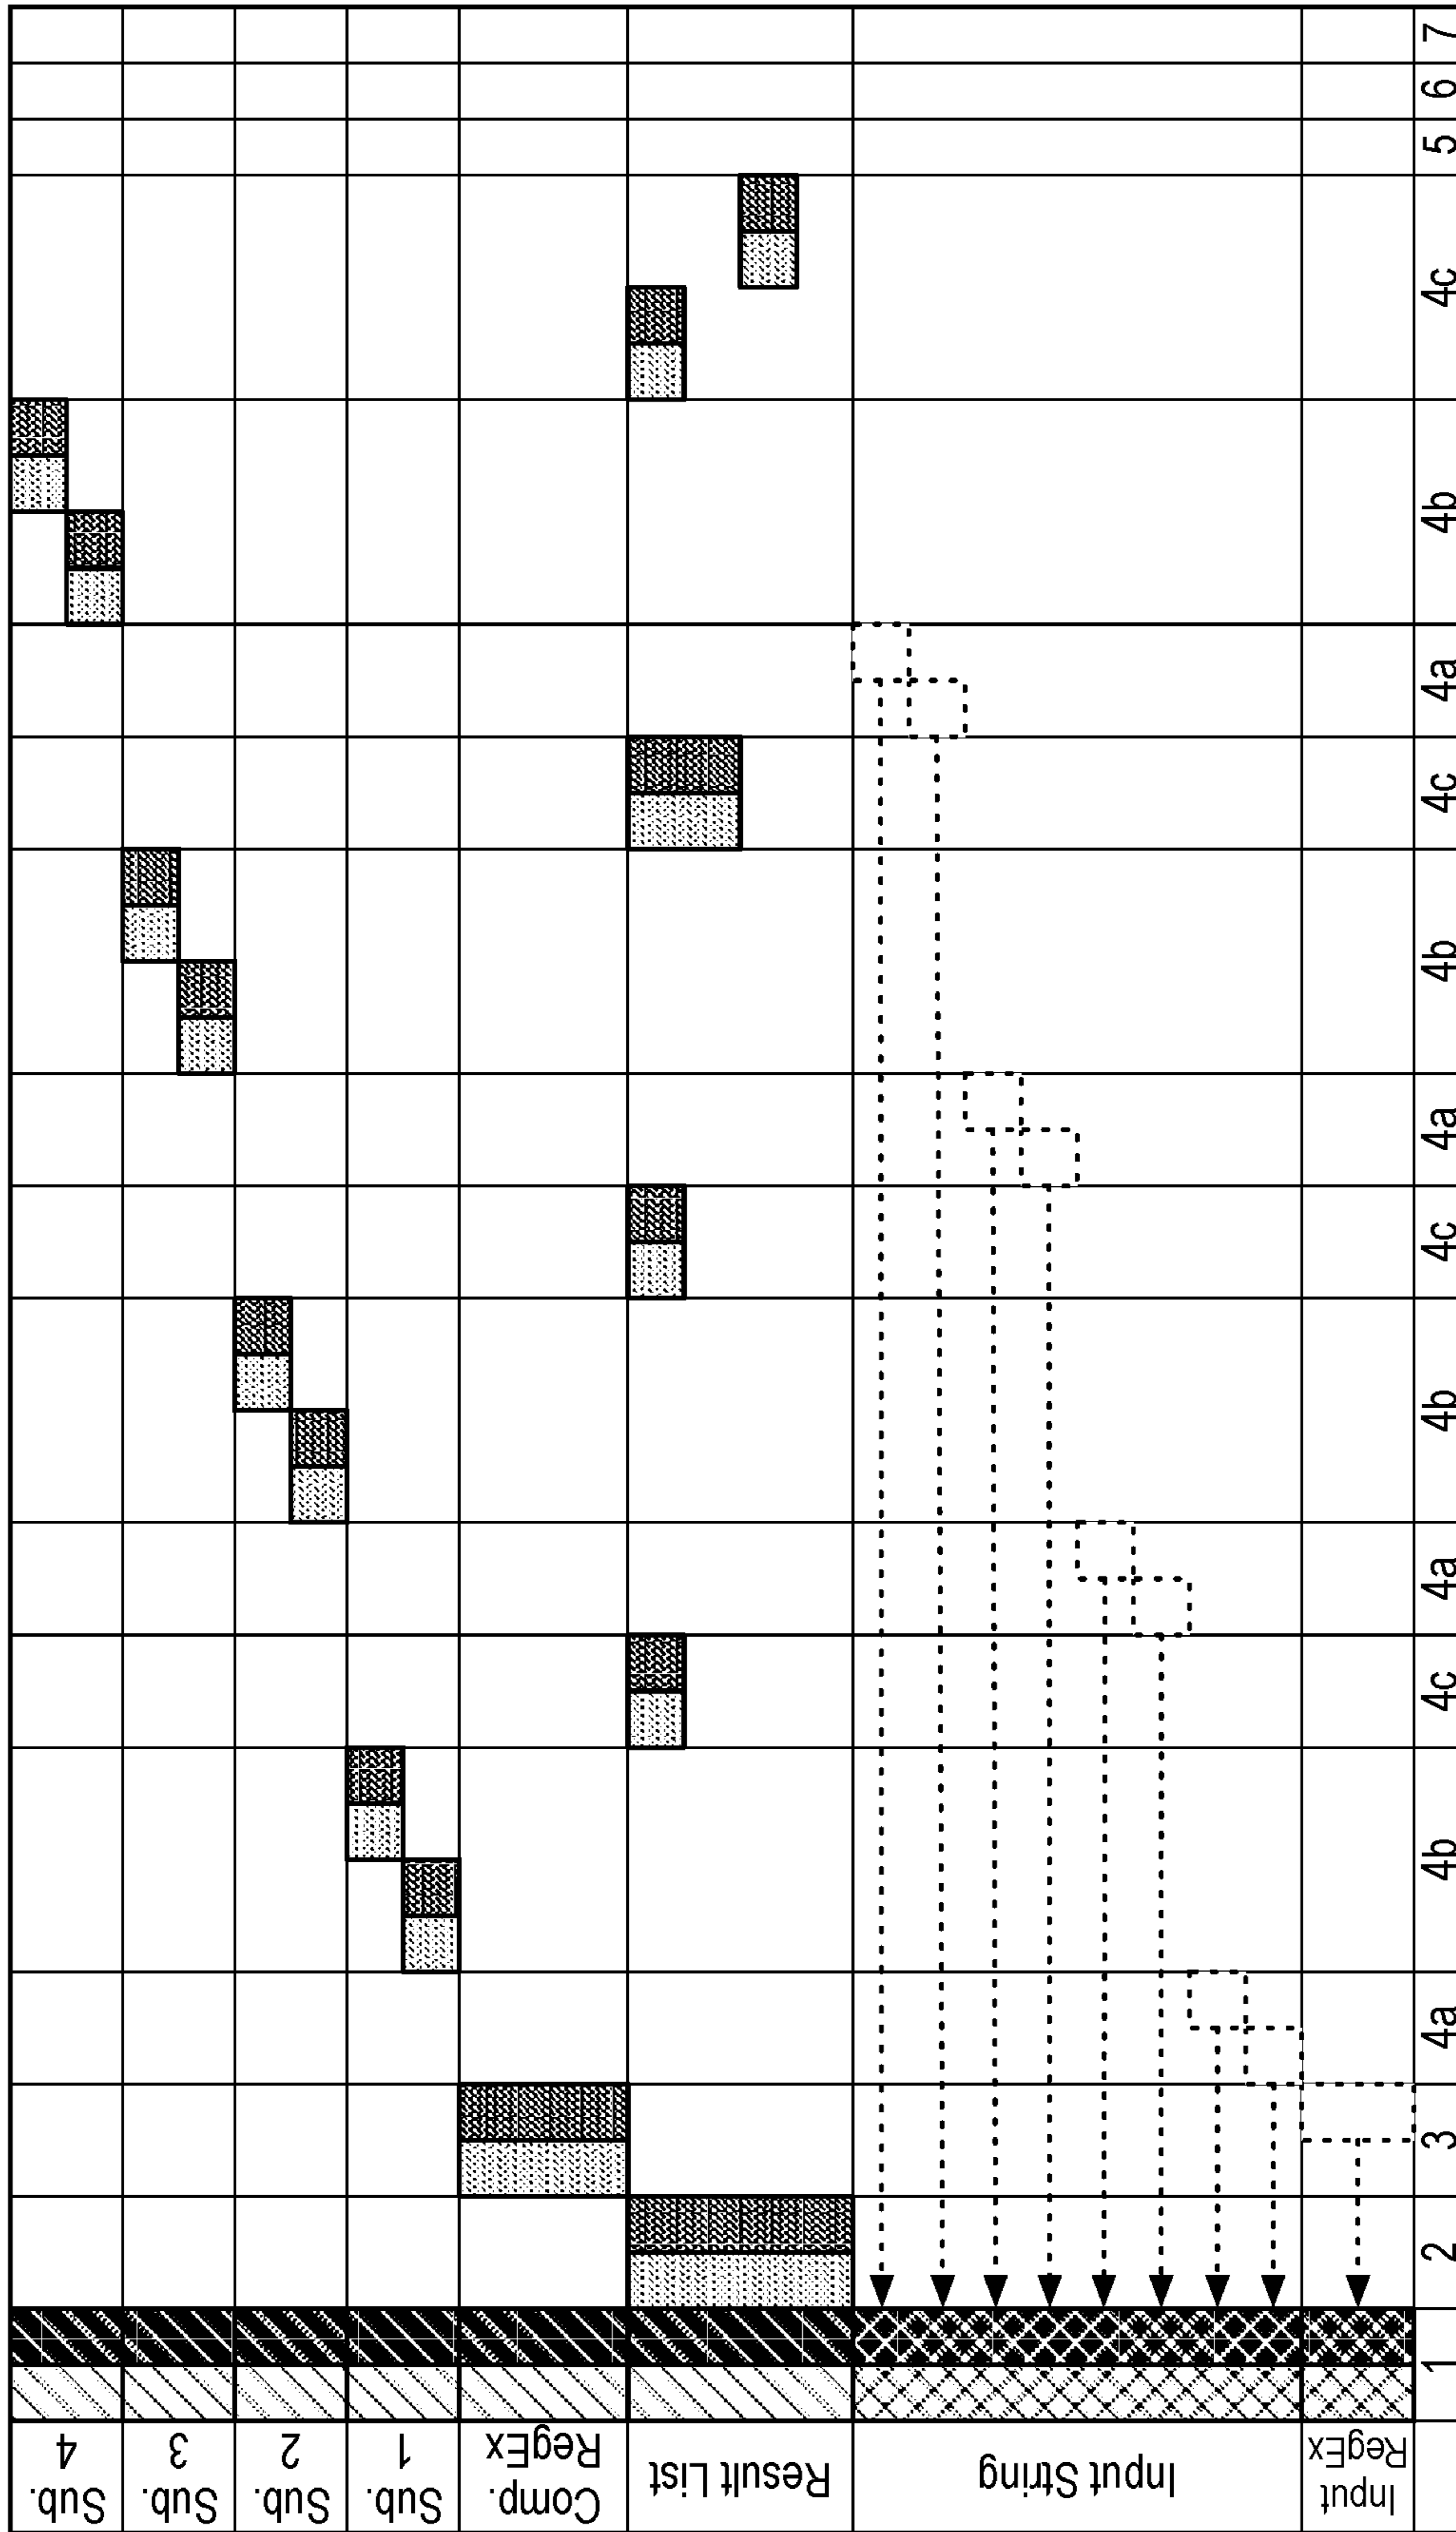 Sub.
4
Sub.
3
Sub.
2
Sub.
1
Comp.
RegEx
Result List
Input String
Input
RegEx
1 2 3 4a 4b 4c 4a 4b 4c 4a 4b 4c 4a 4b 4c 5 6 7